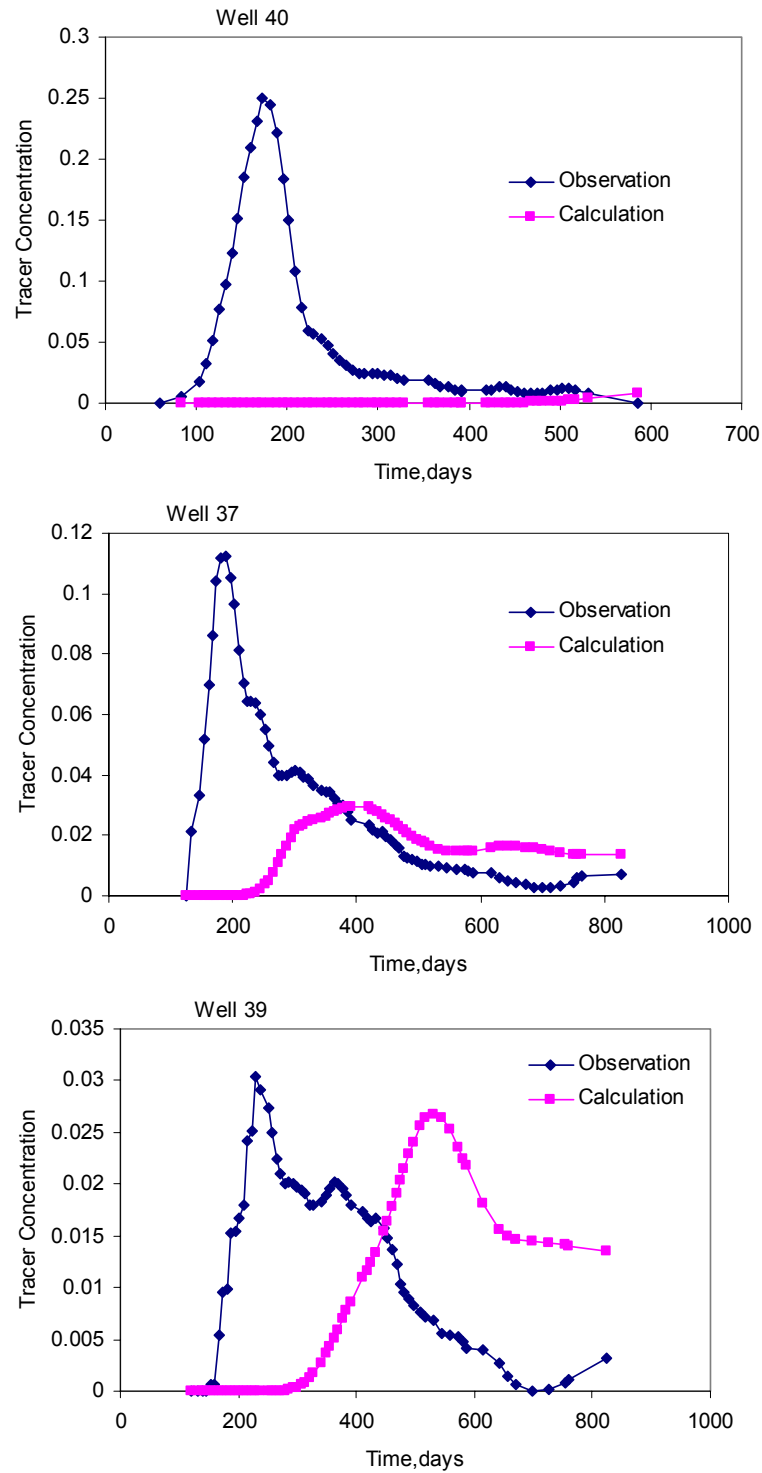 Well 40
0.3
0.25
0.2
0.15
0.1
0.05
0
Tracer Concentration
Observation
Calculation
0 100 200 300 400 500 600 700
Time,days
Well 37
0.12
0.1
0.08
0.06
0.04
0.02
0
Tracer Concentration
Observation
Calculation
0 200 400 600 800 1000
Time,days
Well 39
0.035
0.03
0.025
0.02
0.015
0.01
0.005
0
Tracer Concentration
Observation
Calculation
0 200 400 600 800 1000
Time,days